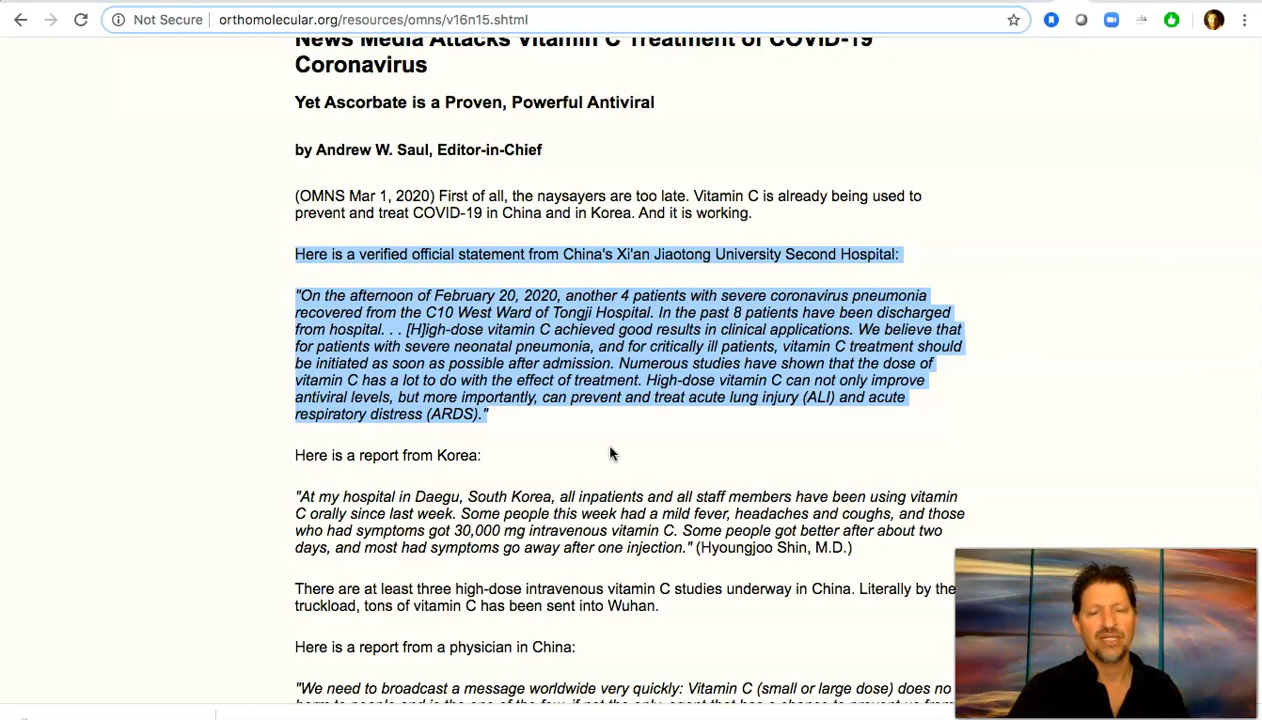 Not Secure | orthomolecular.org/resources/omns/v16n15.shtml
News Media Attacks Vitamin C Treatment of COVID-19
Coronavirus
Yet Ascorbate is a Proven, Powerful Antiviral
by Andrew W. Saul, Editor-in-Chief
(OMNS Mar 1, 2020) First of all, the naysayers are too late. Vitamin C is already being used to
prevent and treat COVID-19 in China and in Korea. And it is working.
Here is a verified official statement from China's Xi'an Jiaotong University Second Hospital:
"On the afternoon of February 20, 2020, another 4 patients with severe coronavirus pneumonia
recovered from the C10 West Ward of Tongji Hospital. In the past 8 patients have been discharged
from hospital. . . [H]igh-dose vitamin C achieved good results in clinical applications. We believe that
for patients with severe neonatal pneumonia, and for critically ill patients, vitamin C treatment should
be initiated as soon as possible after admission. Numerous studies have shown that the dose of
vitamin C has a lot to do with the effect of treatment. High-dose vitamin C can not only improve
antiviral levels, but more importantly, can prevent and treat acute lung injury (ALI) and acute
respiratory distress (ARDS)."
Here is a report from Korea:
"At my hospital in Daegu, South Korea, all inpatients and all staff members have been using vitamin
C orally since last week. Some people this week had a mild fever, headaches and coughs, and those
who had symptoms got 30,000 mg intravenous vitamin C. Some people got better after about two
days, and most had symptoms go away after one injection." (Hyoungjoo Shin, M.D.)
There are at least three high-dose intravenous vitamin C studies underway in China. Literally by the
truckload, tons of vitamin C has been sent into Wuhan.
Here is a report from a physician in China:
"We need to broadcast a message worldwide very quickly: Vitamin C (small or large dose) does no